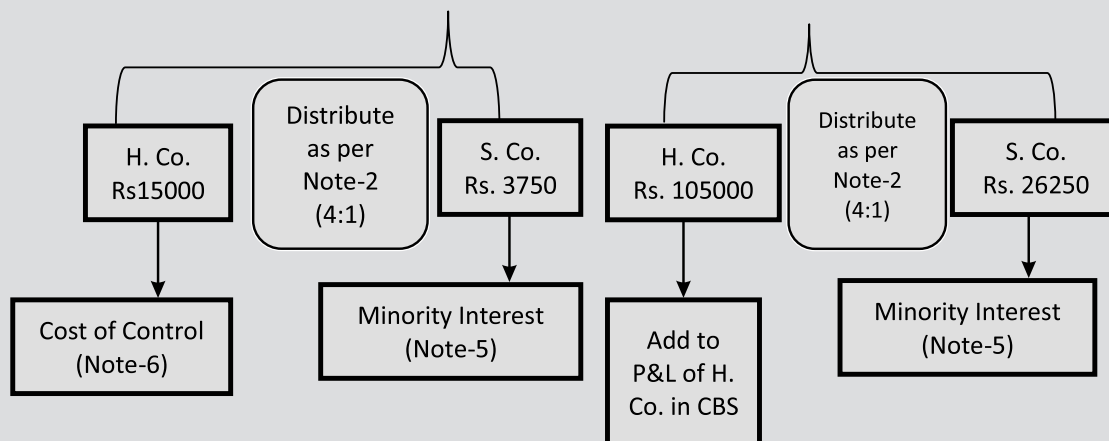 H. Co.
Rs15000
Distribute
as per
Note-2
(4:1)
S. Co.
Rs. 3750
H. Co.
Rs. 105000
Distribute
as per
Note-2
(4:1)
S. Co.
Rs. 26250
Cost of Control
(Note-6)
Minority Interest
(Note-5)
Add to
P&L of H.
Co. in CBS
Minority Interest
(Note-5)